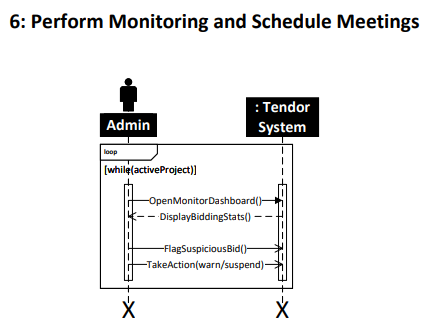 6: Perform Monitoring and Schedule Meetings
Admin
: Tendor
System
loop
[while(activeProject)]
OpenMonitorDashboard()
DisplayBiddingStats()
FlagSuspiciousBid()
TakeAction(warn/suspend)
X X